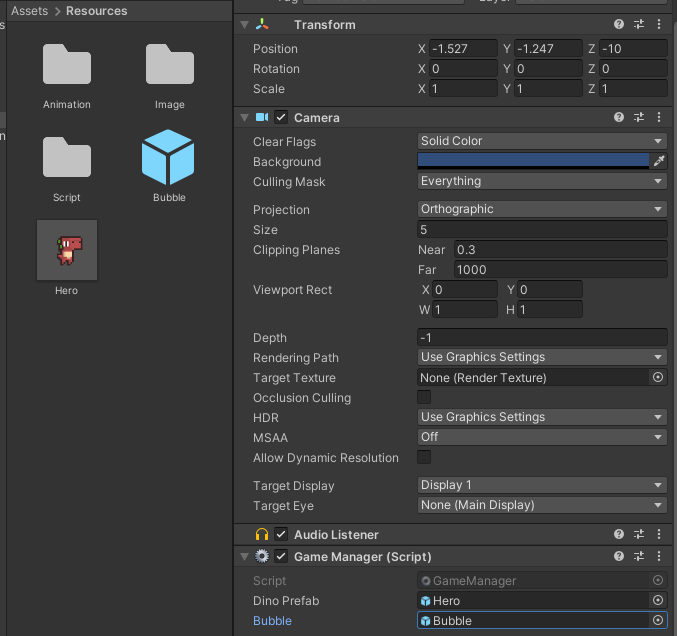 Assets > Resources
Animation
Image
Script
Bubble
Hero
Transform
Position X -1.527 Y -1.247 Z -10
Rotation X 0 Y 0 Z 0
Scale X 1 Y 1 Z 1
Camera
Clear Flags Solid Color
Background
Culling Mask Everything
Projection Orthographic
Size 5
Clipping Planes Near 0.3
Far 1000
Viewport Rect X 0 Y 0
W 1 H 1
Depth -1
Rendering Path Use Graphics Settings
Target Texture None (Render Texture)
Occlusion Culling
HDR Use Graphics Settings
MSAA Off
Allow Dynamic Resolution
Target Display Display 1
Target Eye None (Main Display)
Audio Listener
Game Manager (Script)
Script GameManager
Dino Prefab Hero
Bubble Bubble